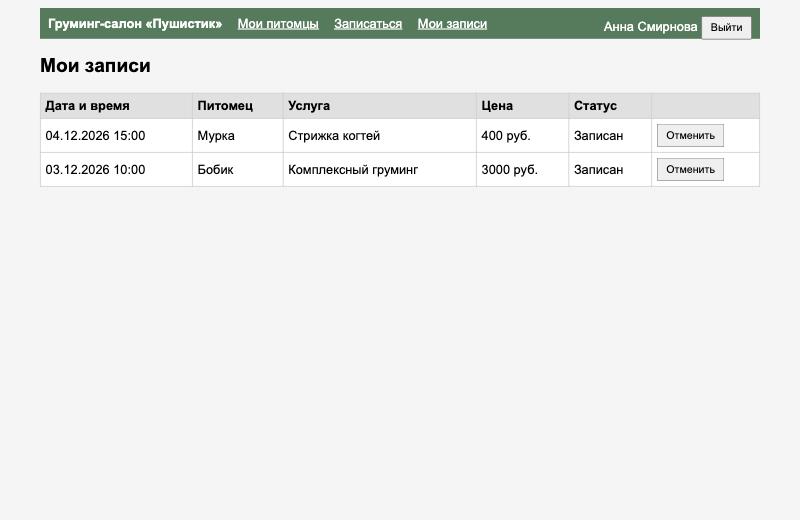 Груминг-салон «Пушистик» Мои питомцы Записаться Мои записи Анна Смирнова Выйти
Мои записи
Дата и время Питомец Услуга Цена Статус
04.12.2026 15:00 Мурка Стрижка когтей 400 руб. Записан Отменить
03.12.2026 10:00 Бобик Комплексный груминг 3000 руб. Записан Отменить